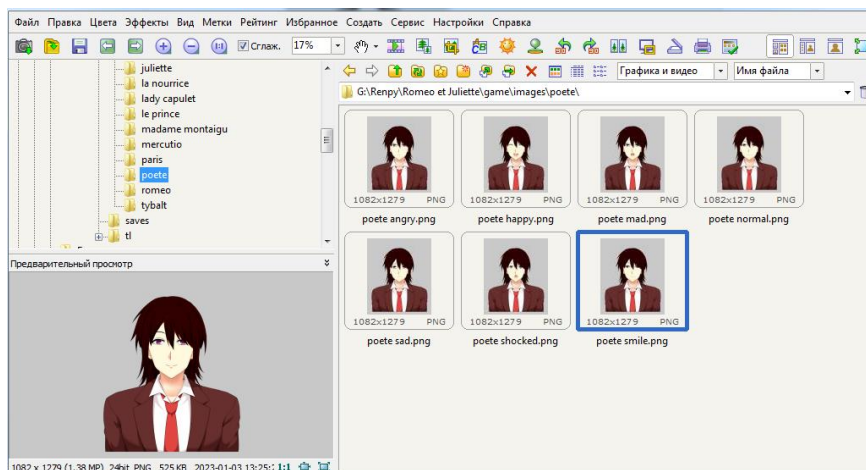 Файл Правка Цвета Эффекты Вид Метки Рейтинг Избранное Создать Сервис Настройки Справка
Сглаж. 17%
juliette
la nourrice
lady capulet
le prince
madame montaigu
mercutio
paris
poete
romeo
tybalt
saves
tl
Предварительный просмотр
1082 x 1279 (1.38 MP) 24bit PNG 525 KB 2023-01-03 13:25: 1:1
Графика и видео Имя файла
G:\Renpy\Romeo et Juliette\game\images\poete\
1082x1279 PNG 1082x1279 PNG 1082x1279 PNG 1082x1279 PNG
poete angry.png poete happy.png poete mad.png poete normal.png
1082x1279 PNG 1082x1279 PNG 1082x1279 PNG
poete sad.png poete shocked.png poete smile.png